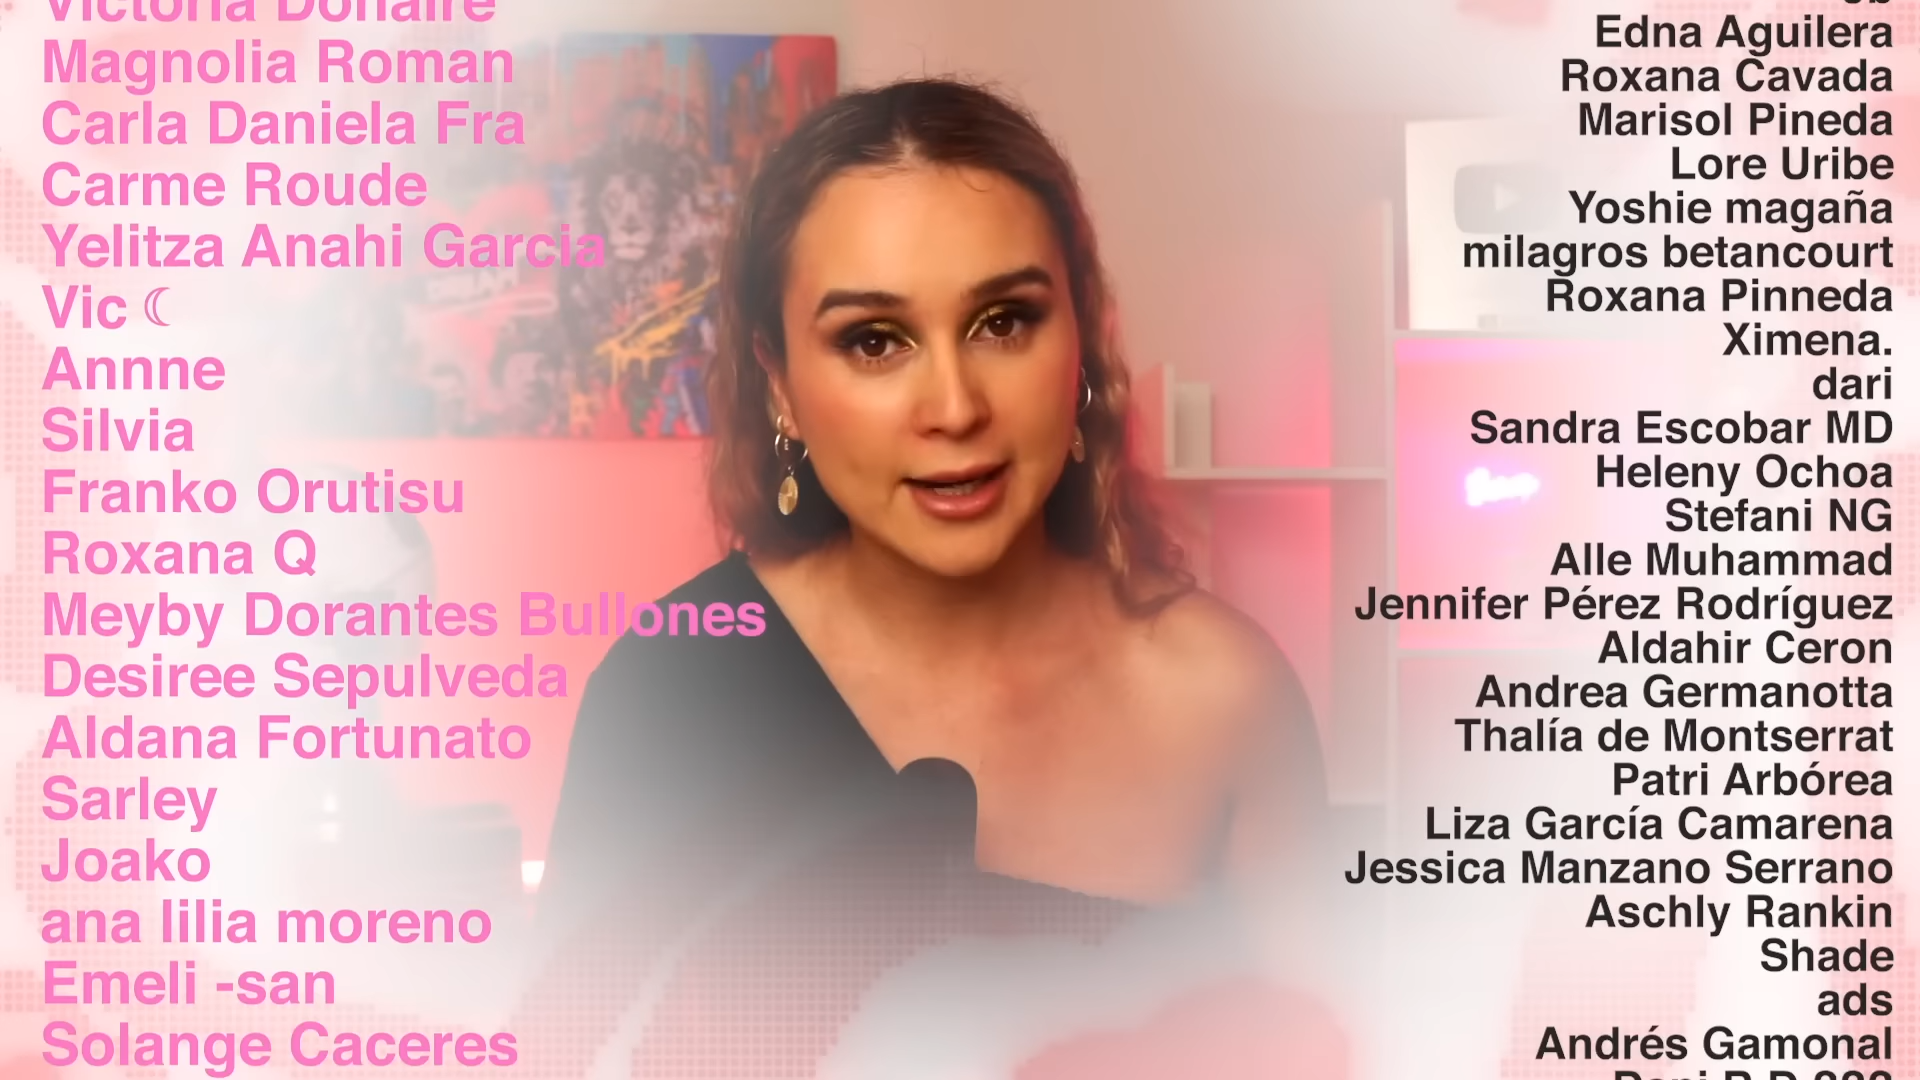 Victoria Donaire
Magnolia Roman
Carla Daniela Fra
Carme Roude
Yelitza Anahi Garcia
Vic ☾
Annne
Silvia
Franko Orutisu
Roxana Q
Meyby Dorantes Bullones
Desiree Sepulveda
Aldana Fortunato
Sarley
Joako
ana lilia moreno
Emeli -san
Solange Caceres
Edna Aguilera
Roxana Cavada
Marisol Pineda
Lore Uribe
Yoshie magaña
milagros betancourt
Roxana Pinneda
Ximena.
dari
Sandra Escobar MD
Heleny Ochoa
Stefani NG
Alle Muhammad
Jennifer Pérez Rodríguez
Aldahir Ceron
Andrea Germanotta
Thalía de Montserrat
Patri Arbórea
Liza García Camarena
Jessica Manzano Serrano
Aschly Rankin
Shade
ads
Andrés Gamonal